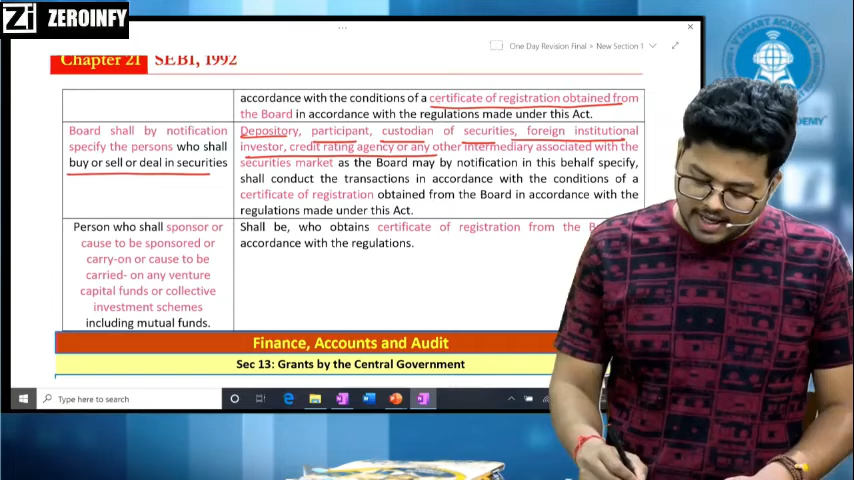 Zi ZEROINFY
One Day Revision Final > New Section 1
Chapter 21 SEBI, 1992
V'SMART ACADEMY
accordance with the conditions of a certificate of registration obtained from
the Board in accordance with the regulations made under this Act.
Board shall by notification
specify the persons who shall
buy or sell or deal in securities
Depository, participant, custodian of securities, foreign institutional
investor, credit rating agency or any other intermediary associated with the
securities market as the Board may by notification in this behalf specify,
shall conduct the transactions in accordance with the conditions of a
certificate of registration obtained from the Board in accordance with the
regulations made under this Act.
Person who shall sponsor or
cause to be sponsored or
carry-on or cause to be
carried- on any venture
capital funds or collective
investment schemes
including mutual funds.
Shall be, who obtains certificate of registration from the
accordance with the regulations.
Finance, Accounts and Audit
Sec 13: Grants by the Central Government
Type here to search